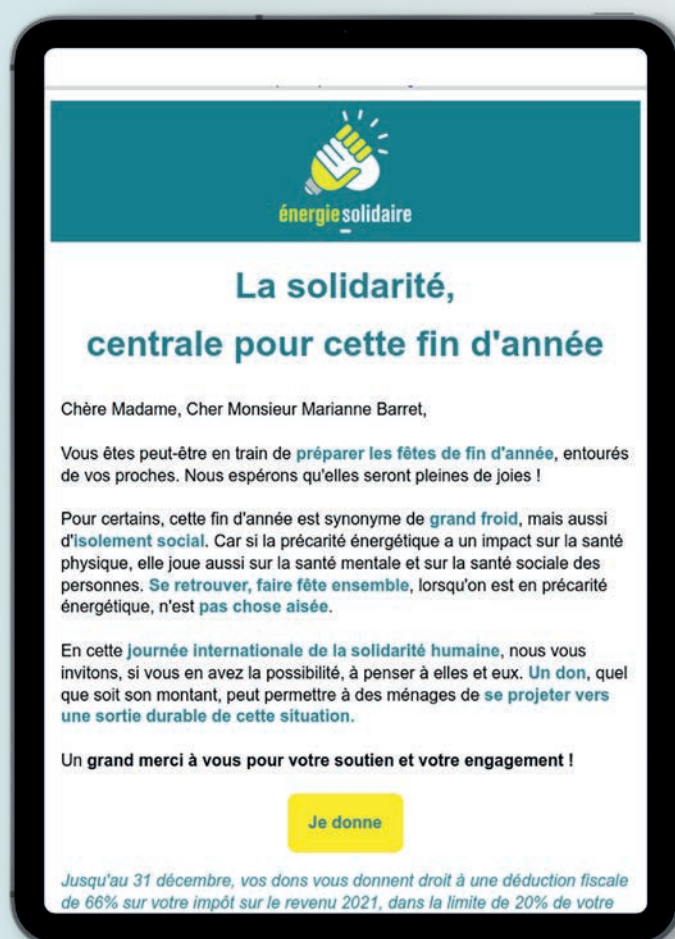 énergie solidaire
La solidarité,
centrale pour cette fin d'année
Chère Madame, Cher Monsieur Marianne Barret,
Vous êtes peut-être en train de préparer les fêtes de fin d'année, entourés
de vos proches. Nous espérons qu'elles seront pleines de joies !
Pour certains, cette fin d'année est synonyme de grand froid, mais aussi
d'isolement social. Car si la précarité énergétique a un impact sur la santé
physique, elle joue aussi sur la santé mentale et sur la santé sociale des
personnes. Se retrouver, faire fête ensemble, lorsqu'on est en précarité
énergétique, n'est pas chose aisée.
En cette journée internationale de la solidarité humaine, nous vous
invitons, si vous en avez la possibilité, à penser à elles et eux. Un don, quel
que soit son montant, peut permettre à des ménages de se projeter vers
une sortie durable de cette situation.
Un grand merci à vous pour votre soutien et votre engagement !
Je donne
Jusqu'au 31 décembre, vos dons vous donnent droit à une déduction fiscale
de 66% sur votre impôt sur le revenu 2021, dans la limite de 20% de votre